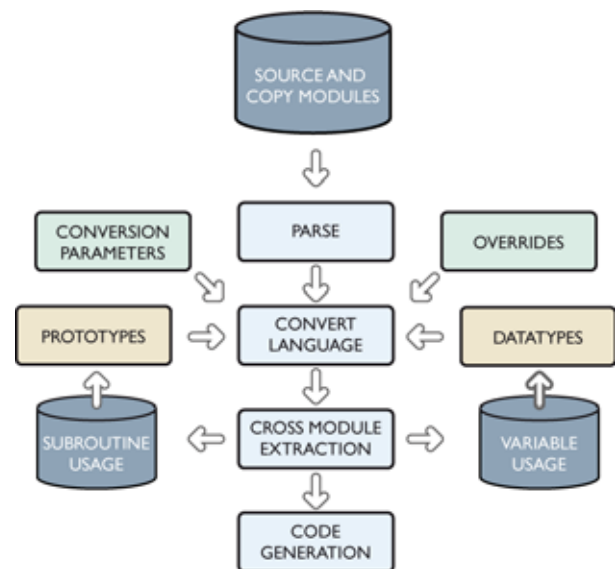 SOURCE AND
COPY MODULES
CONVERSION
PARAMETERS
PARSE
OVERRIDES
PROTOTYPES
CONVERT
LANGUAGE
DATATYPES
SUBROUTINE
USAGE
CROSS MODULE
EXTRACTION
VARIABLE
USAGE
CODE
GENERATION